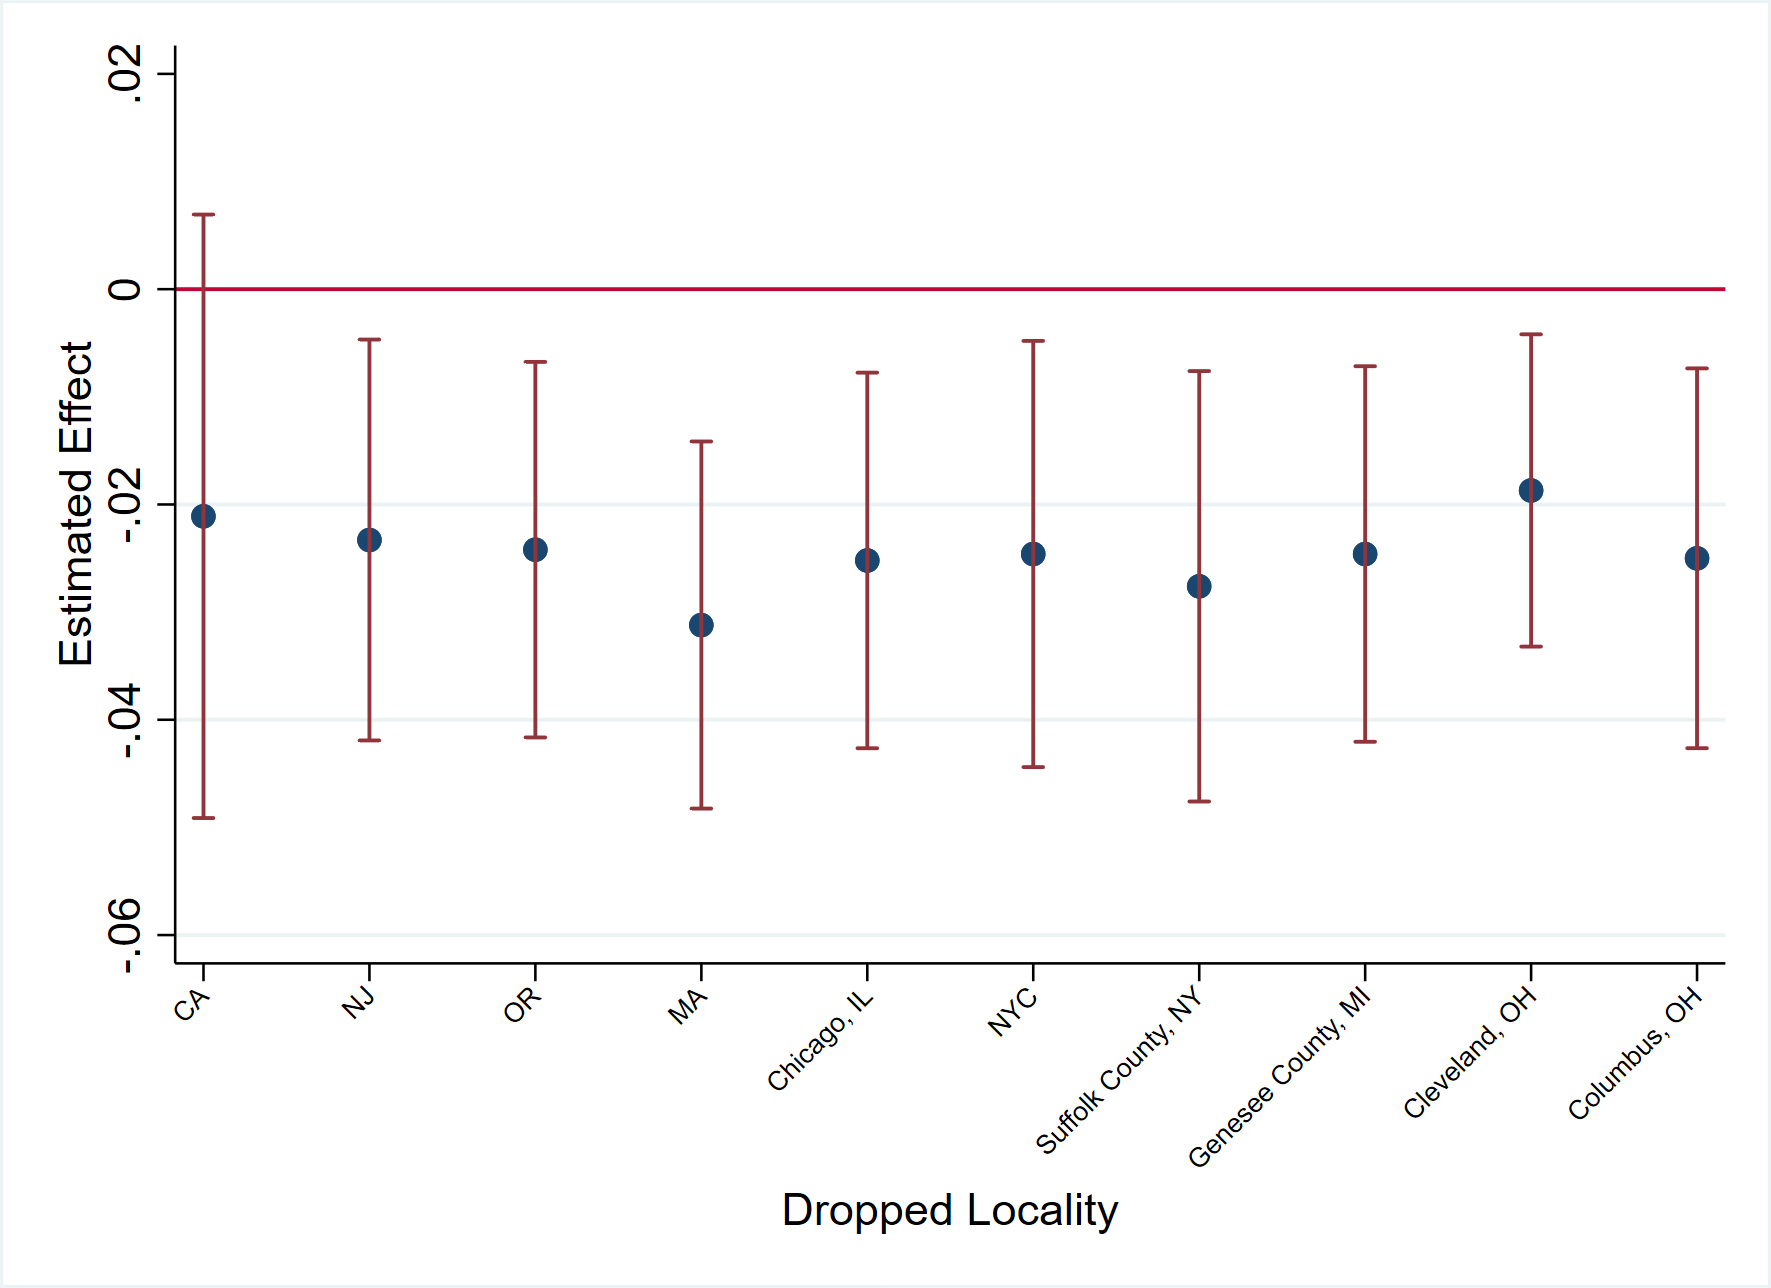 .02
0
-.02
-.04
-.06
Estimated Effect
CA
NJ
OR
MA
Chicago, IL
NYC
Suffolk County, NY
Genesee County, MI
Cleveland, OH
Columbus, OH
Dropped Locality